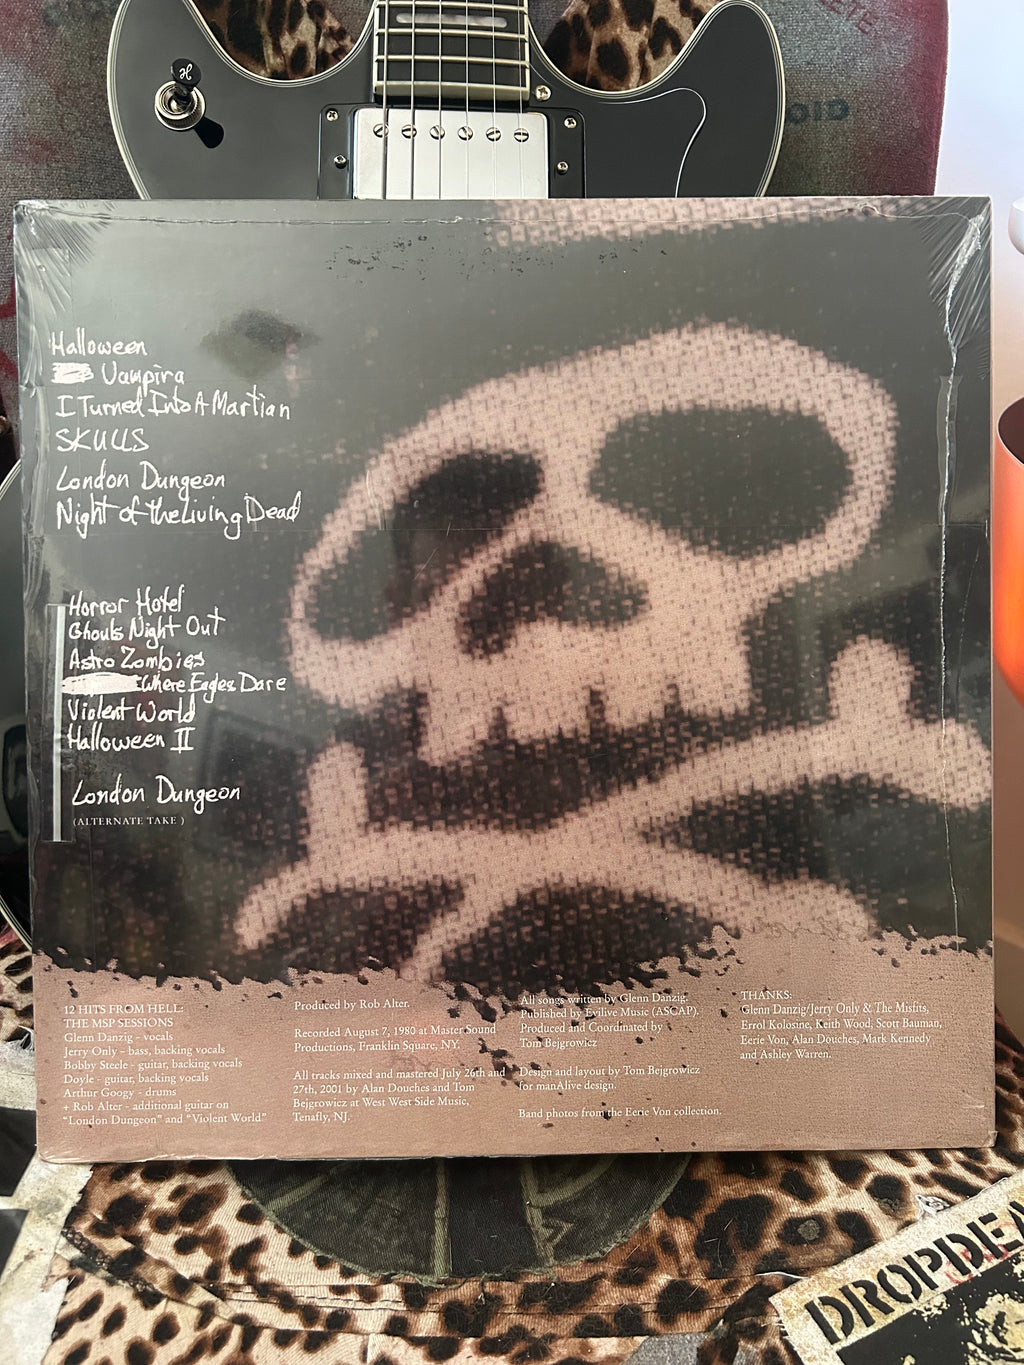 Halloween
Vampira
I Turned Into A Martian
SKULLS
London Dungeon
Night of the Living Dead
Horror Hotel
Ghouls Night Out
Astro Zombies
Where Eagles Dare
Violent World
Halloween II
London Dungeon
(ALTERNATE TAKE )
12 HITS FROM HELL:
THE MSP SESSIONS
Glenn Danzig - vocals
Jerry Only - bass, backing vocals
Bobby Steele - guitar, backing vocals
Doyle - guitar, backing vocals
Arthur Googy - drums
+ Rob Alter - additional guitar on
"London Dungeon" and "Violent World"
Produced by Rob Alter.
Recorded August 7, 1980 at Master Sound
Productions, Franklin Square, NY.
All tracks mixed and mastered July 26th and
27th, 2001 by Alan Douches and Tom
Bejgrowicz at West West Side Music,
Tenafly, NJ.
All songs written by Glenn Danzig.
Published by Evilive Music (ASCAP).
Produced and Coordinated by
Tom Bejgrowicz
Design and layout by Tom Bejgrowicz
for manAlive design.
Band photos from the Eerie Von collection.
THANKS:
Glenn Danzig/Jerry Only & The Misfits,
Errol Kolosine, Keith Wood, Scott Bauman,
Eerie Von, Alan Douches, Mark Kennedy
and Ashley Warren.
DROPDEA